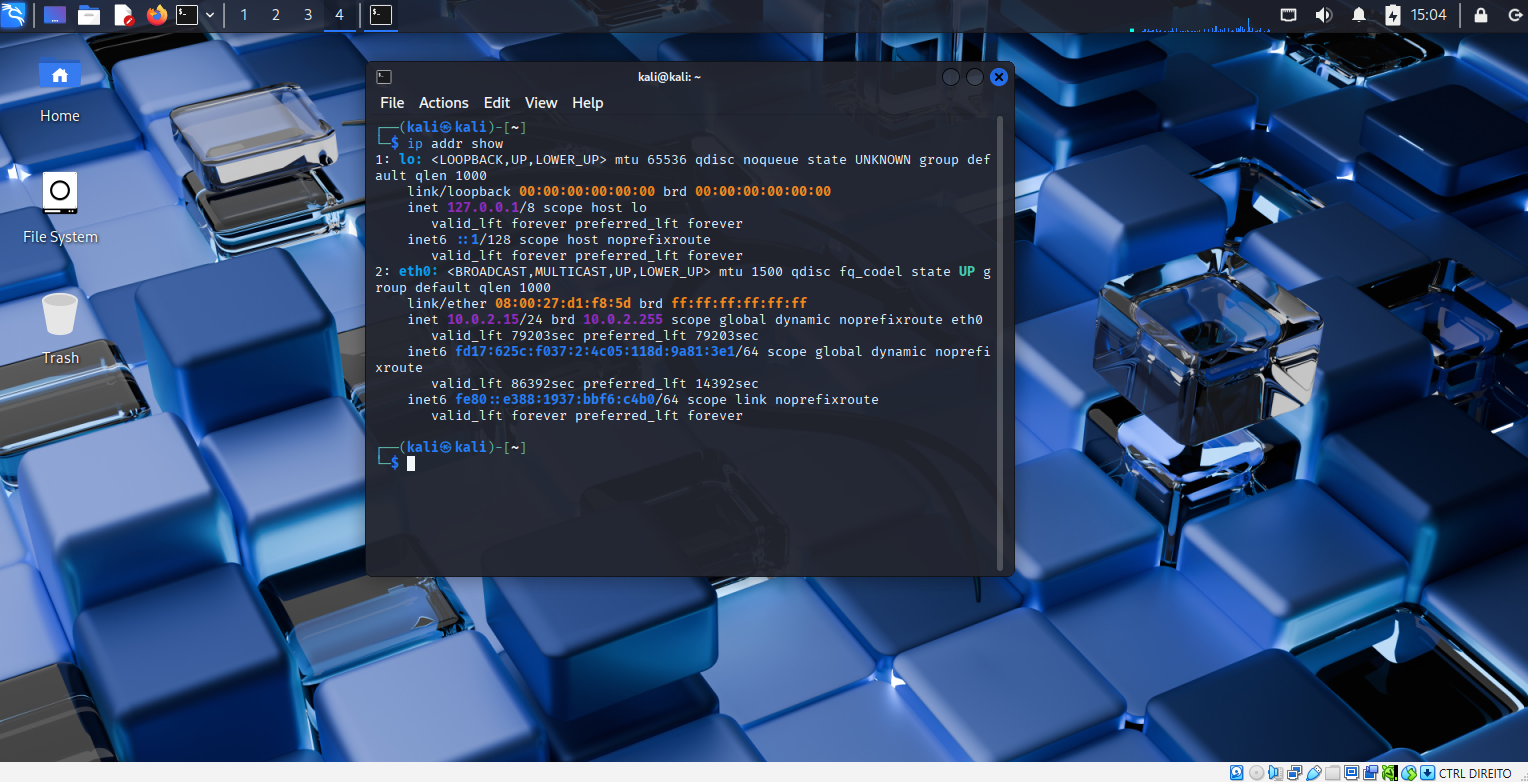 1 2 3 4
15:04
Home
File System
Trash
kali@kali: ~
File Actions Edit View Help
┌──(kali㉿kali)-[~]
└─$ ip addr show
1: lo: <LOOPBACK,UP,LOWER_UP> mtu 65536 qdisc noqueue state UNKNOWN group def
ault qlen 1000
    link/loopback 00:00:00:00:00:00 brd 00:00:00:00:00:00
    inet 127.0.0.1/8 scope host lo
       valid_lft forever preferred_lft forever
    inet6 ::1/128 scope host noprefixroute
       valid_lft forever preferred_lft forever
2: eth0: <BROADCAST,MULTICAST,UP,LOWER_UP> mtu 1500 qdisc fq_codel state UP g
roup default qlen 1000
    link/ether 08:00:27:d1:f8:5d brd ff:ff:ff:ff:ff:ff
    inet 10.0.2.15/24 brd 10.0.2.255 scope global dynamic noprefixroute eth0
       valid_lft 79203sec preferred_lft 79203sec
    inet6 fd17:625c:f037:2:4c05:118d:9a81:3e1/64 scope global dynamic noprefi
xroute
       valid_lft 86392sec preferred_lft 14392sec
    inet6 fe80::e388:1937:bbf6:c4b0/64 scope link noprefixroute
       valid_lft forever preferred_lft forever
┌──(kali㉿kali)-[~]
└─$
CTRL DIREITO